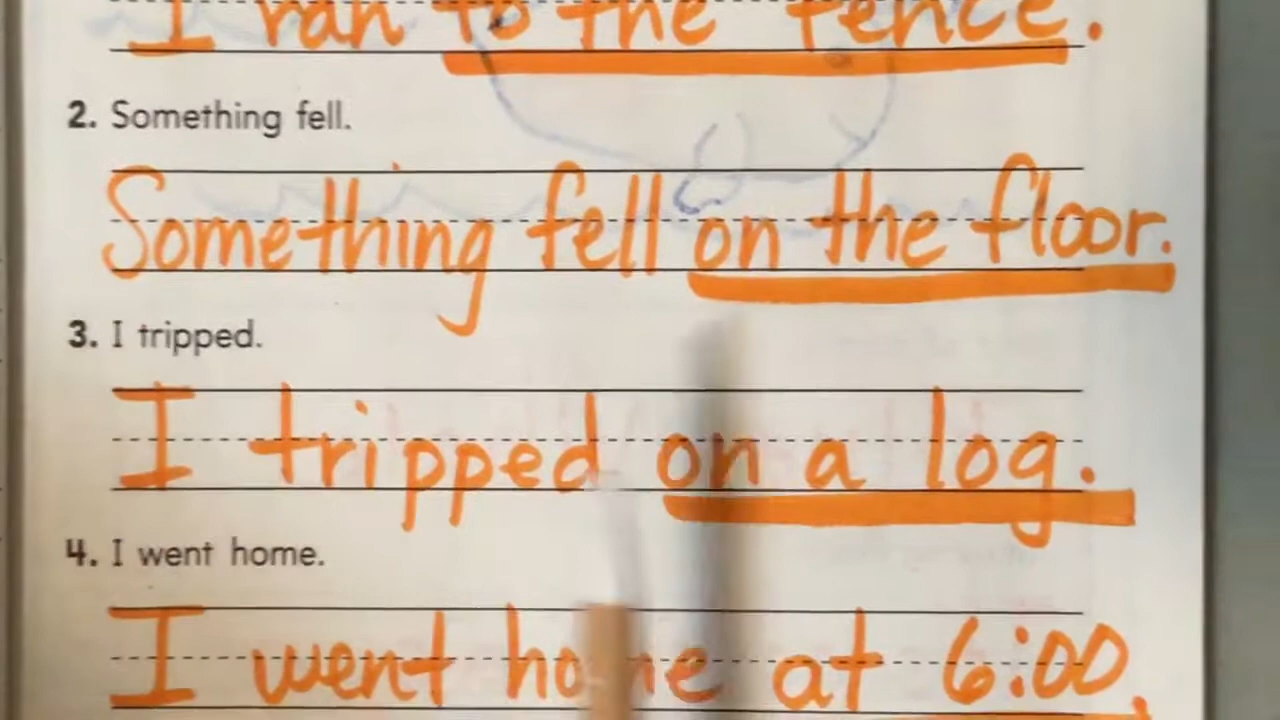 I ran to the fence.
2. Something fell.
Something fell on the floor.
3. I tripped.
I tripped on a log.
4. I went home.
I went home at 6:00.